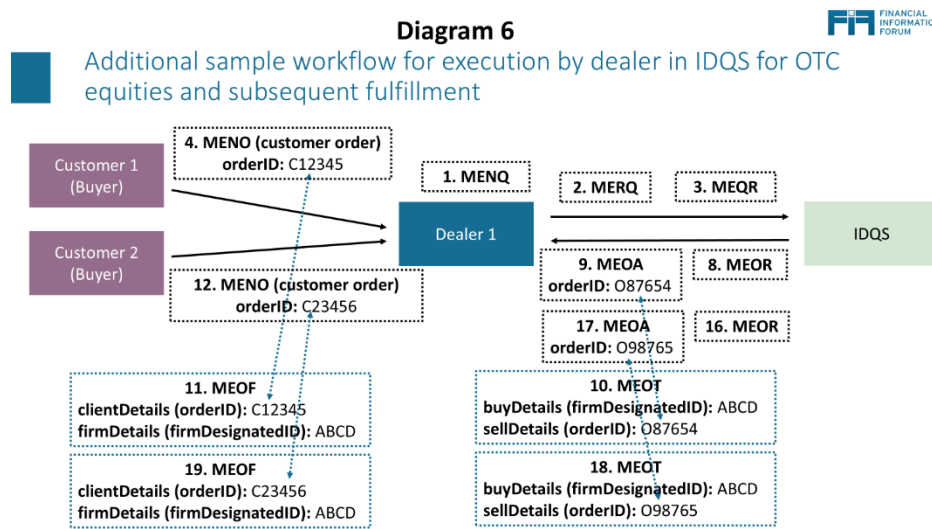 Diagram 6
FINANCIAL
FORUM
Additional sample workflow for execution by dealer in IDQS for OTC
equities and subsequent fulfillment
4. MENO (customer order)
orderID: C12345
Customer 1
(Buyer)
1. MENQ
2. MERQ
3. MEQR
Dealer 1
IDQS
Customer 2
(Buyer)
12. MENO (customer order)
orderID: C23456
9. MEOA
orderID: O87654
8. MEOR
17. MEOA
orderID: O98765
16. MEOR
11. MEOF
clientDetails (orderID): C12345
firmDetails (firmDesignatedID): ABCD
10. MEOT
buyDetails (firmDesignatedID): ABCD
sellDetails (orderID): O87654
19. MEOF
clientDetails (orderID): C23456
firmDetails (firmDesignatedID): ABCD
18. MEOT
buyDetails (firmDesignatedID): ABCD
sellDetails (orderID): O98765